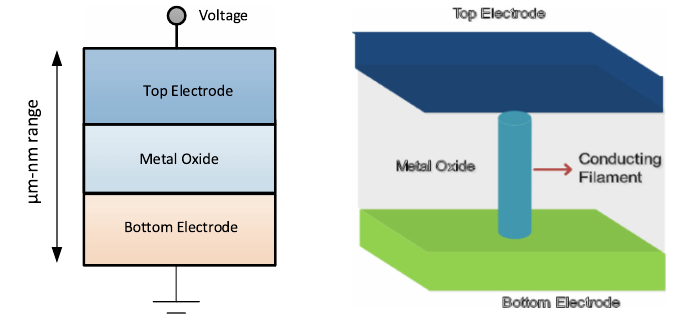 Voltage
Top Electrode
Metal Oxide
Bottom Electrode
µm-nm range
Top Electrode
Metal Oxide
Conducting
Filament
Bottom Electrode